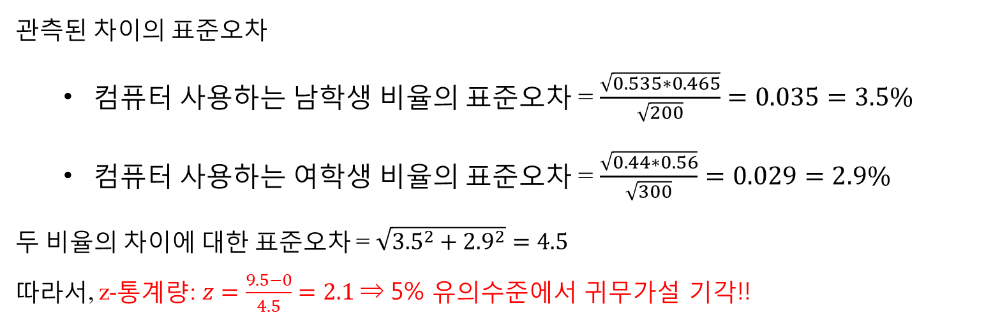 관측된 차이의 표준오차
• 컴퓨터 사용하는 남학생 비율의 표준오차 = \frac{\sqrt{0.535*0.465}}{\sqrt{200}} = 0.035 = 3.5%
• 컴퓨터 사용하는 여학생 비율의 표준오차 = \frac{\sqrt{0.44*0.56}}{\sqrt{300}} = 0.029 = 2.9%
두 비율의 차이에 대한 표준오차 = \sqrt{3.5^2 + 2.9^2} = 4.5
따라서, z-통계량: z = \frac{9.5-0}{4.5} = 2.1 ⇒ 5% 유의수준에서 귀무가설 기각!!